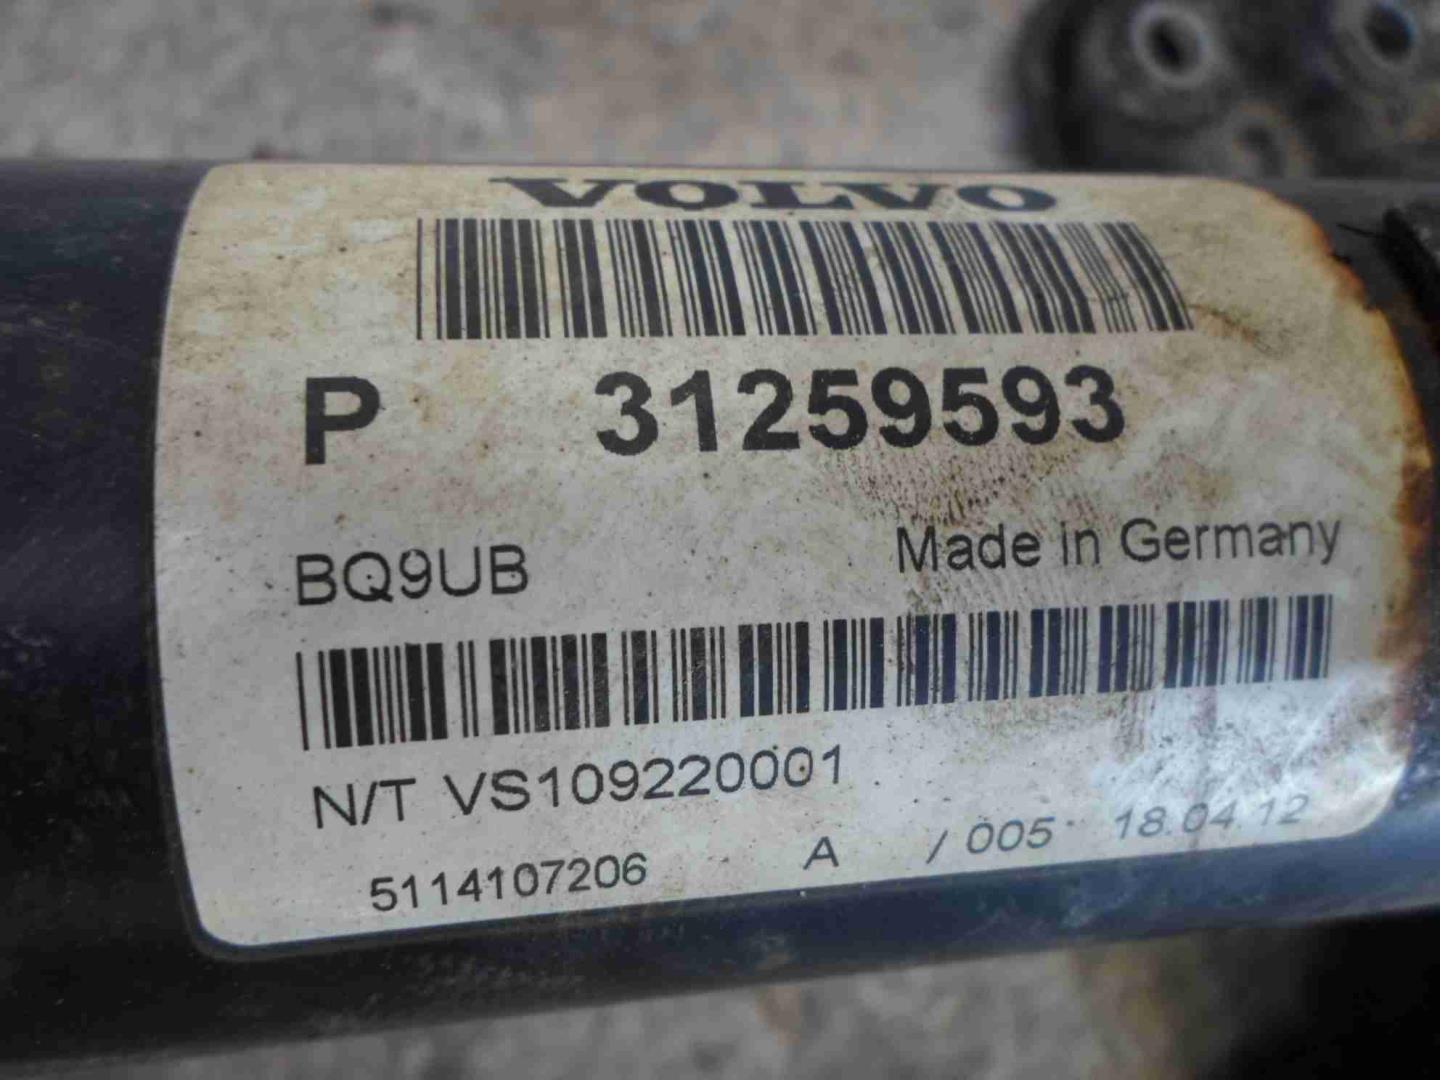 VOLVO
P 31259593
BQ9UB Made in Germany
N/T VS109220001
5114107206 A / 005 18.04.12